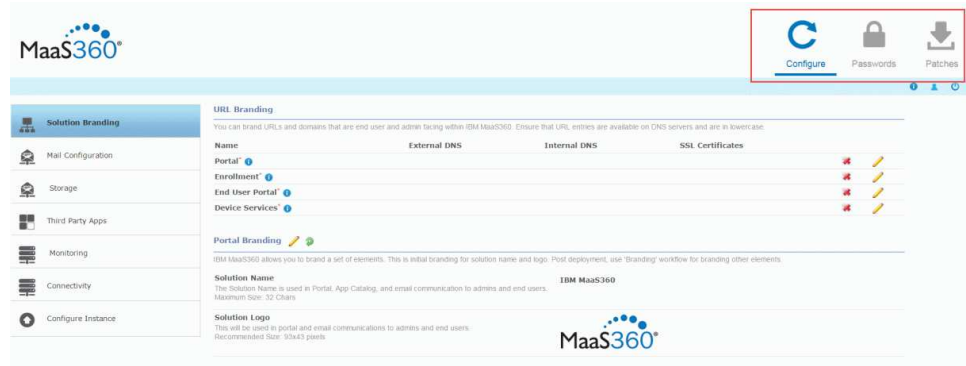 MaaS360®
Configure Passwords Patches
Solution Branding
Mail Configuration
Storage
Third Party Apps
Monitoring
Connectivity
Configure Instance
URL Branding
You can brand URLs and domains that are end user and admin facing within IBM MaaS360. Ensure that URL entries are available on DNS servers and are in lowercase.
Name External DNS Internal DNS SSL Certificates
Portal*
Enrollment*
End User Portal*
Device Services*
Portal Branding
IBM MaaS360 allows you to brand a set of elements. This is initial branding for solution name and logo. Post deployment, use 'Branding' workflow for branding other elements.
Solution Name IBM MaaS360
The Solution Name is used in Portal, App Catalog, and email communication to admins and end users.
Maximum Size: 32 Chars
Solution Logo
This will be used in portal and email communications to admins and end users.
Recommended Size: 93x43 pixels
MaaS360®